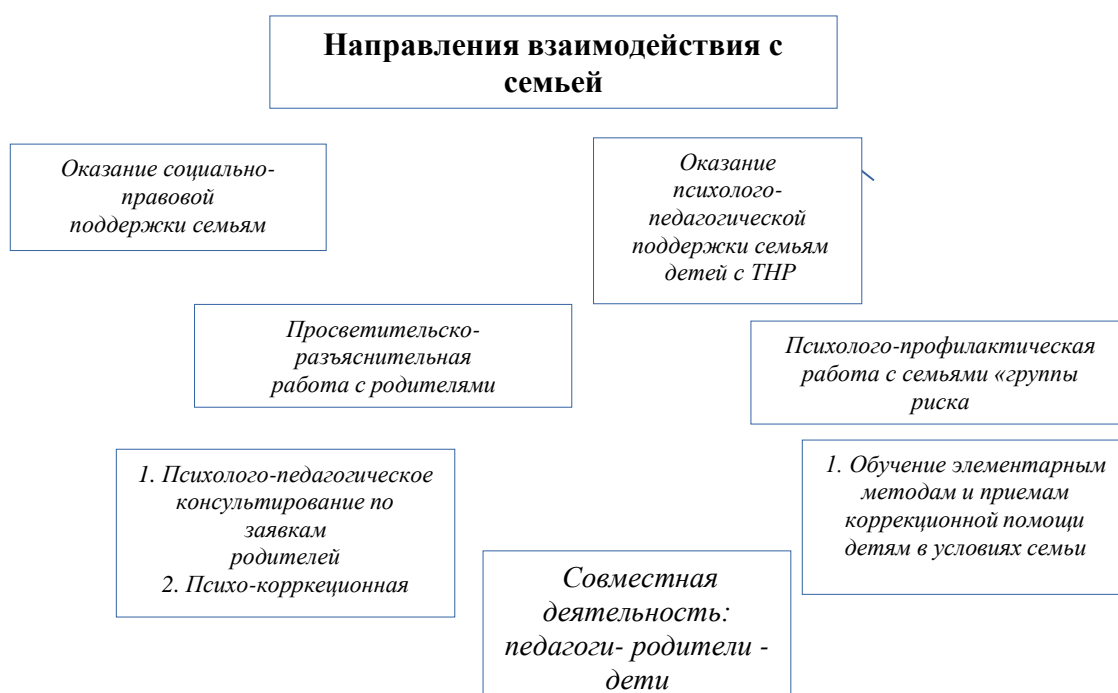 Направления взаимодействия с
семьей
Оказание социально-
правовой
поддержки семьям
Оказание
психолого-
педагогической
поддержки семьям
детей с ТНР
Просветительско-
разъяснительная
работа с родителями
Психолого-профилактическая
работа с семьями «группы
риска
1. Психолого-педагогическое
консультирование по
заявкам
родителей
2. Психо-корркеционная
1. Обучение элементарным
методам и приемам
коррекционной помощи
детям в условиях семьи
Совместная
деятельность:
педагоги- родители -
дети